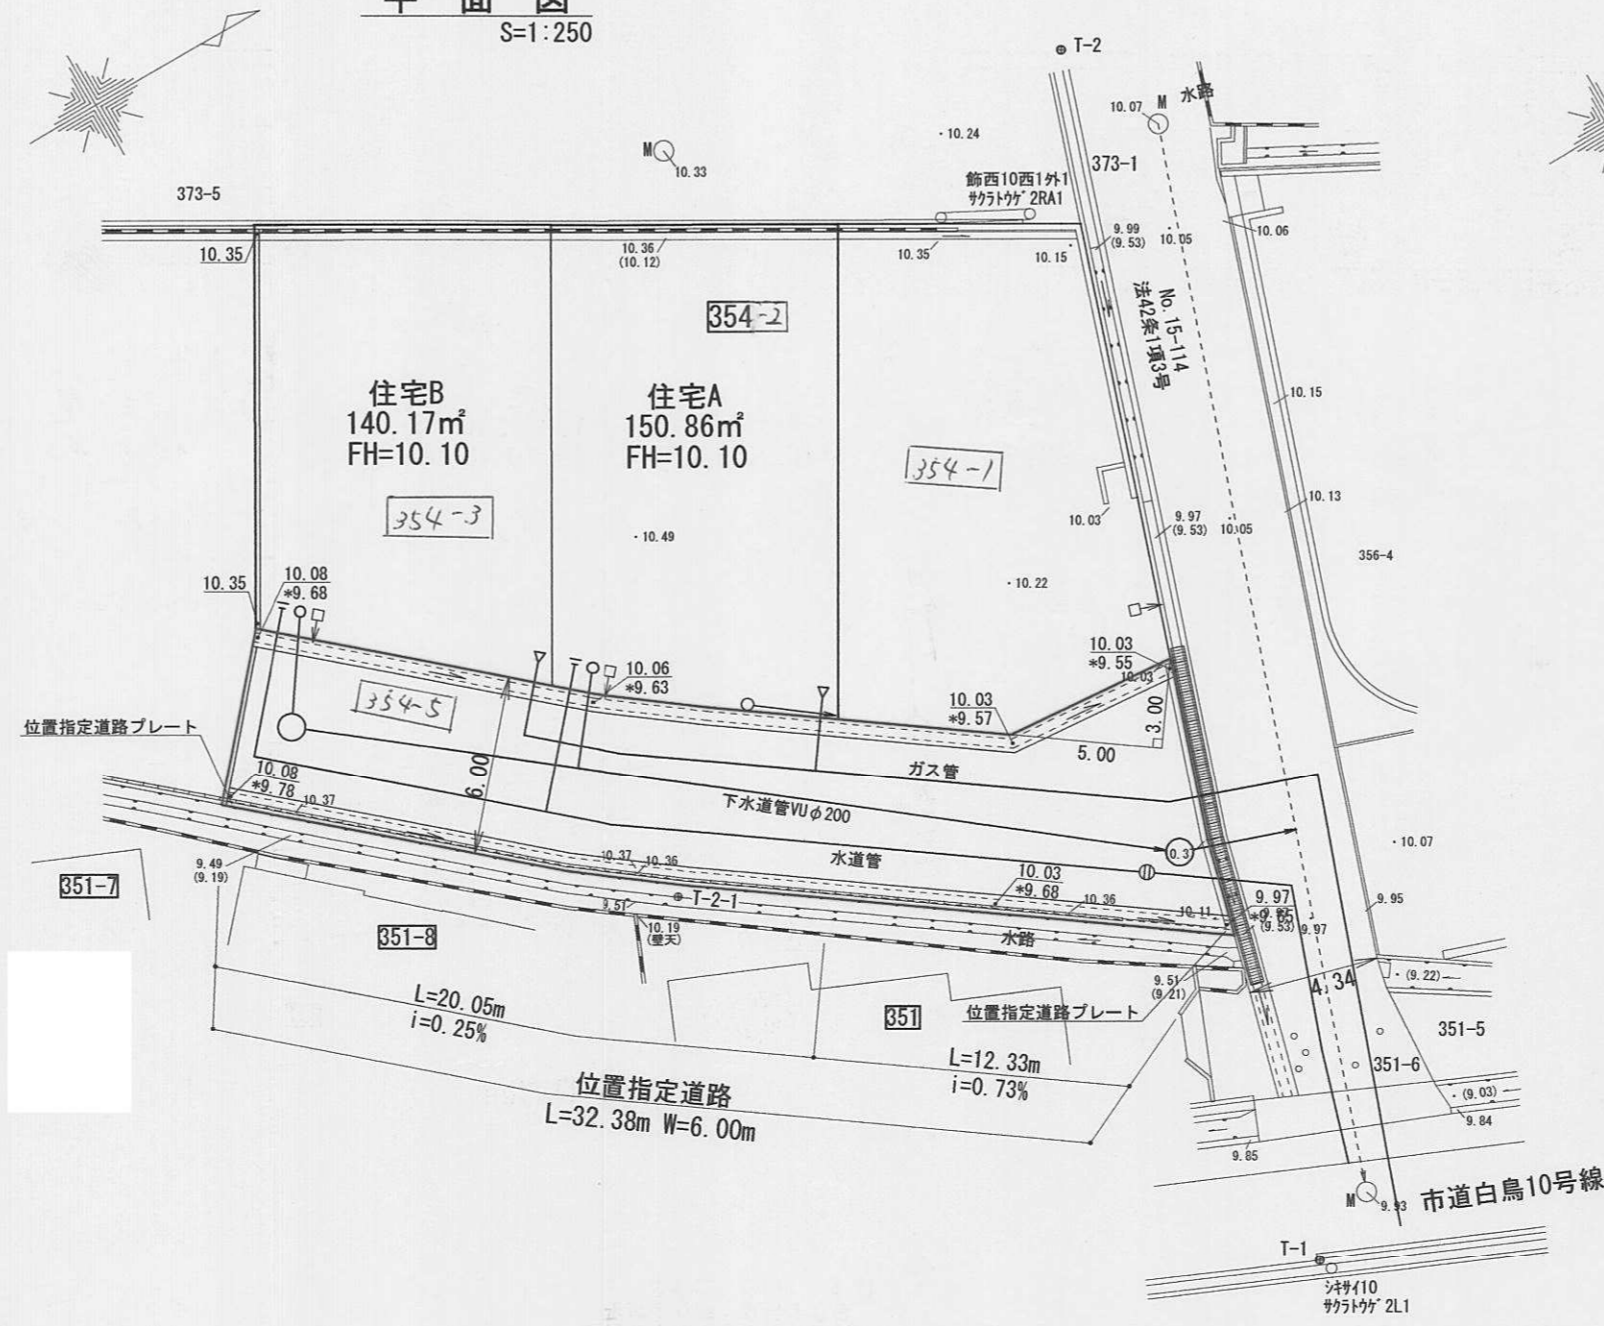 平面図
S=1:250
T-2
10.07
M
水路
10.24
M
10.33
373-5
373-1
飾西10西1外1
サクラトウゲ 2RA1
9.99
(9.53)
10.05
10.06
10.35
10.36
(10.12)
10.35
10.15
No.15-114
法42条1項3号
354-2
住宅B
140.17㎡
FH=10.10
住宅A
150.86㎡
FH=10.10
10.15
354-1
354-3
10.49
10.03
9.97
(9.53)
10.05
10.13
356-4
10.22
10.35
10.08
*9.68
10.06
*9.63
10.03
*9.55
10.03
354-5
10.03
*9.57
3.00
5.00
位置指定道路プレート
10.08
*9.78
10.37
6.00
ガス管
下水道管VUφ200
水道管
10.07
9.49
(9.19)
10.37
10.36
10.03
*9.68
10.36
10.11
9.97
*9.65
(9.53)
9.97
9.95
351-7
351-8
9.51
T-2-1
10.19
(壁天)
水路
9.51
(9.21)
4.34
(9.22)
L=20.05m
i=0.25%
351
位置指定道路プレート
351-5
L=12.33m
i=0.73%
351-6
位置指定道路
L=32.38m W=6.00m
(9.03)
9.84
9.85
M
9.93
市道白鳥10号線
T-1
シキサイ10
サクラトウゲ 2L1